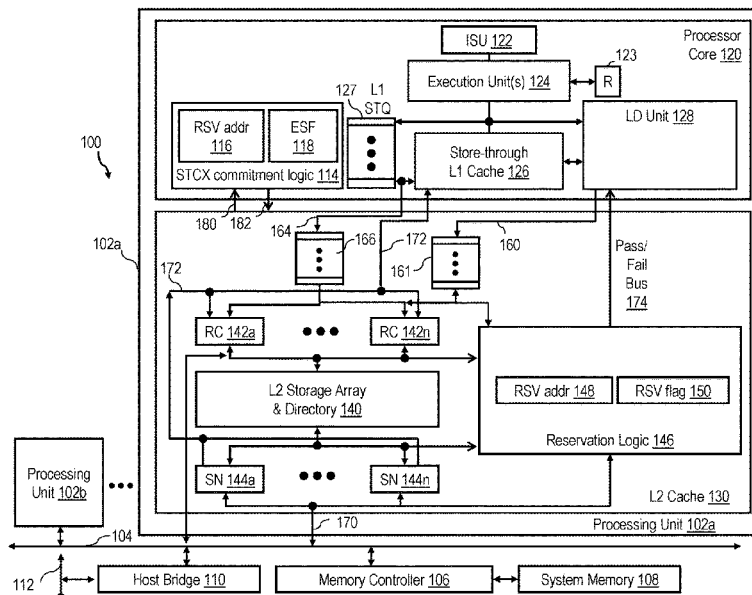 ISU 122
Processor
Core 120
123
Execution Unit(s) 124
R
127
L1
STQ
LD Unit 128
RSV addr
116
ESF
118
STCX commitment logic 114
Store-through
L1 Cache
126
100
180
182
164
166
172
160
102a
161
Pass/
Fail
Bus
174
172
RC 142a
RC 142n
L2 Storage Array
& Directory 140
RSV addr 148
RSV flag 150
Reservation Logic 146
Processing
Unit 102b
SN 144a
SN 144n
L2 Cache 130
170
Processing Unit 102a
104
112
Host Bridge 110
Memory Controller 106
System Memory 108